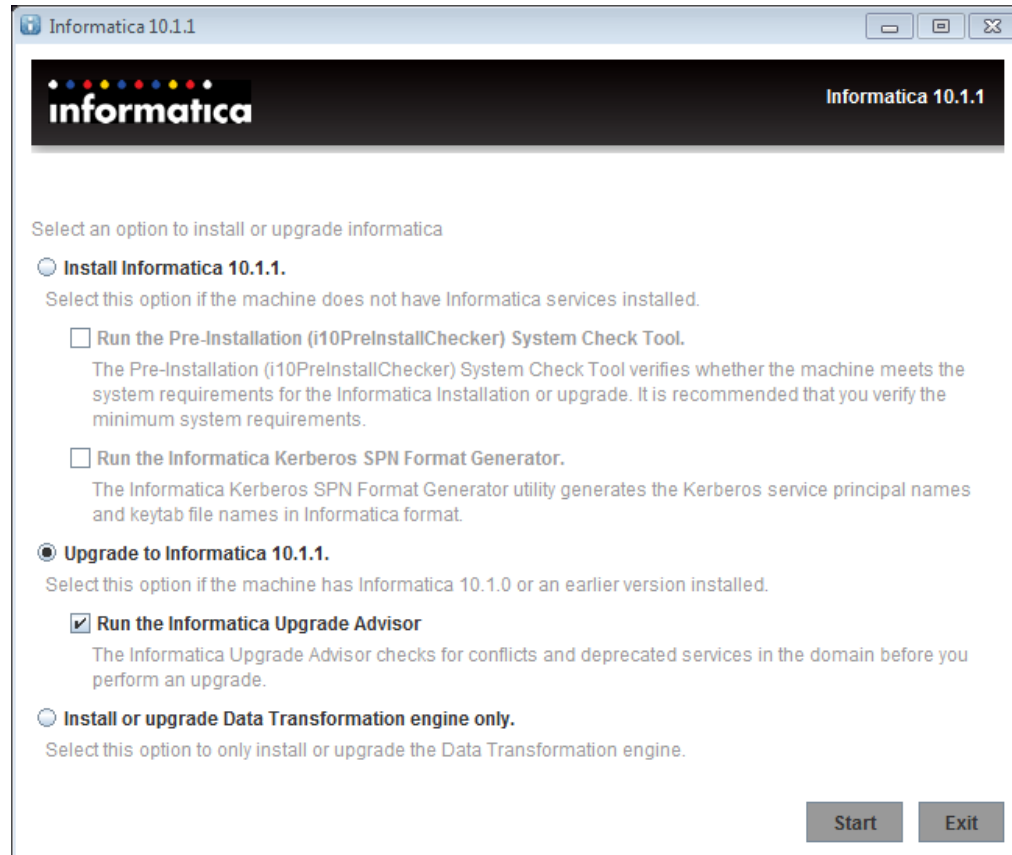 Informatica 10.1.1
informatica
Informatica 10.1.1
Select an option to install or upgrade informatica
Install Informatica 10.1.1.
Select this option if the machine does not have Informatica services installed.
Run the Pre-Installation (i10PreInstallChecker) System Check Tool.
The Pre-Installation (i10PreInstallChecker) System Check Tool verifies whether the machine meets the
system requirements for the Informatica Installation or upgrade. It is recommended that you verify the
minimum system requirements.
Run the Informatica Kerberos SPN Format Generator.
The Informatica Kerberos SPN Format Generator utility generates the Kerberos service principal names
and keytab file names in Informatica format.
Upgrade to Informatica 10.1.1.
Select this option if the machine has Informatica 10.1.0 or an earlier version installed.
Run the Informatica Upgrade Advisor
The Informatica Upgrade Advisor checks for conflicts and deprecated services in the domain before you
perform an upgrade.
Install or upgrade Data Transformation engine only.
Select this option to only install or upgrade the Data Transformation engine.
Start Exit